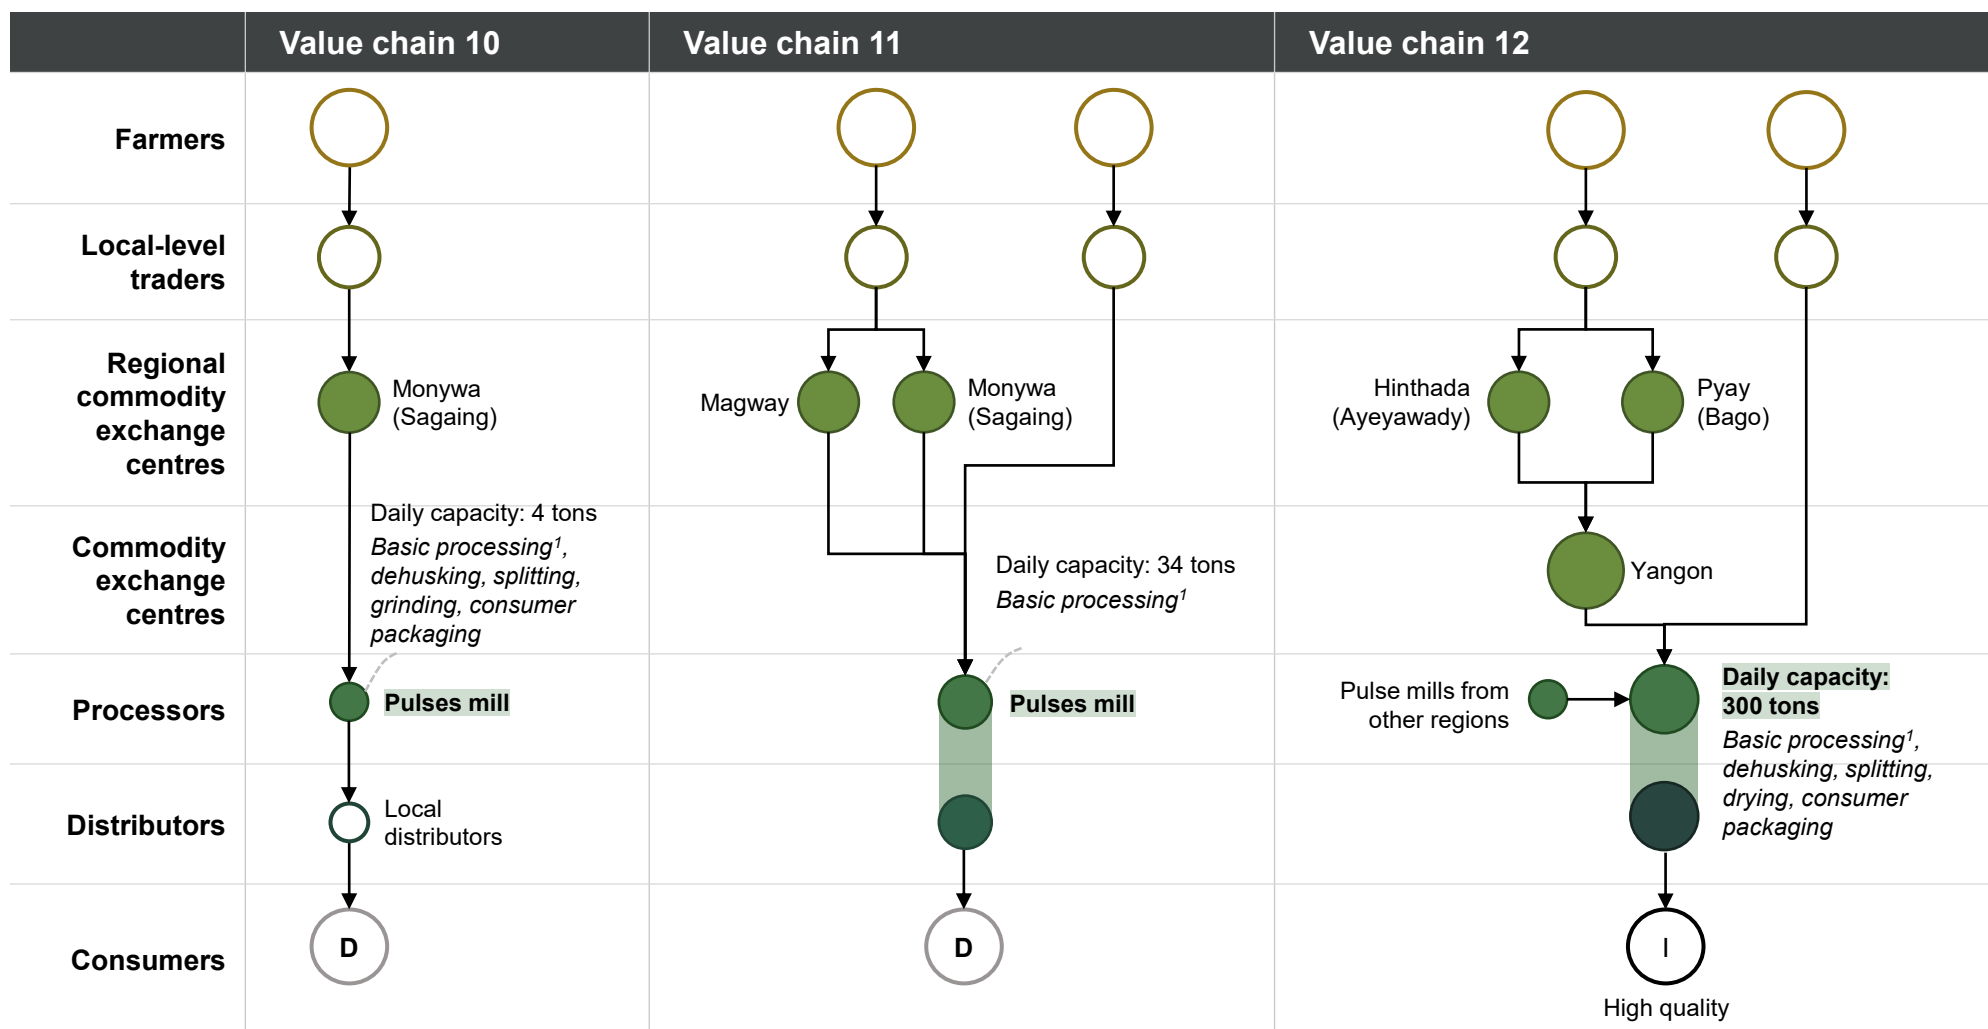 Value chain 10
Value chain 11
Value chain 12
Farmers
Local-level
traders
Regional
commodity
exchange
centres
Monywa
(Sagaing)
Magway
Monywa
(Sagaing)
Hinthada
(Ayeyawady)
Pyay
(Bago)
Commodity
exchange
centres
Daily capacity: 4 tons
Basic processing¹,
dehusking, splitting,
grinding, consumer
packaging
Daily capacity: 34 tons
Basic processing¹
Yangon
Processors
Pulses mill
Pulses mill
Pulse mills from
other regions
Daily capacity:
300 tons
Basic processing¹,
dehusking, splitting,
drying, consumer
packaging
Distributors
Local
distributors
Consumers
D
D
I
High quality